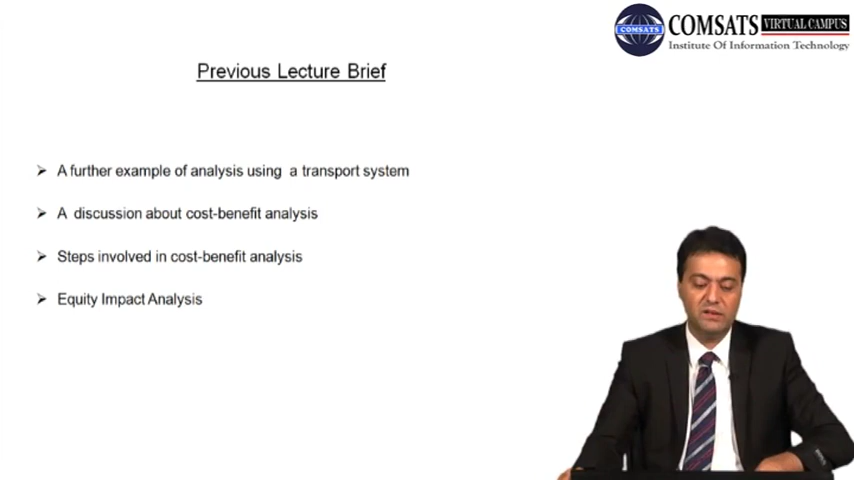 COMSATS
COMSATS VIRTUAL CAMPUS
Institute Of Information Technology
Previous Lecture Brief
A further example of analysis using a transport system
A discussion about cost-benefit analysis
Steps involved in cost-benefit analysis
Equity Impact Analysis